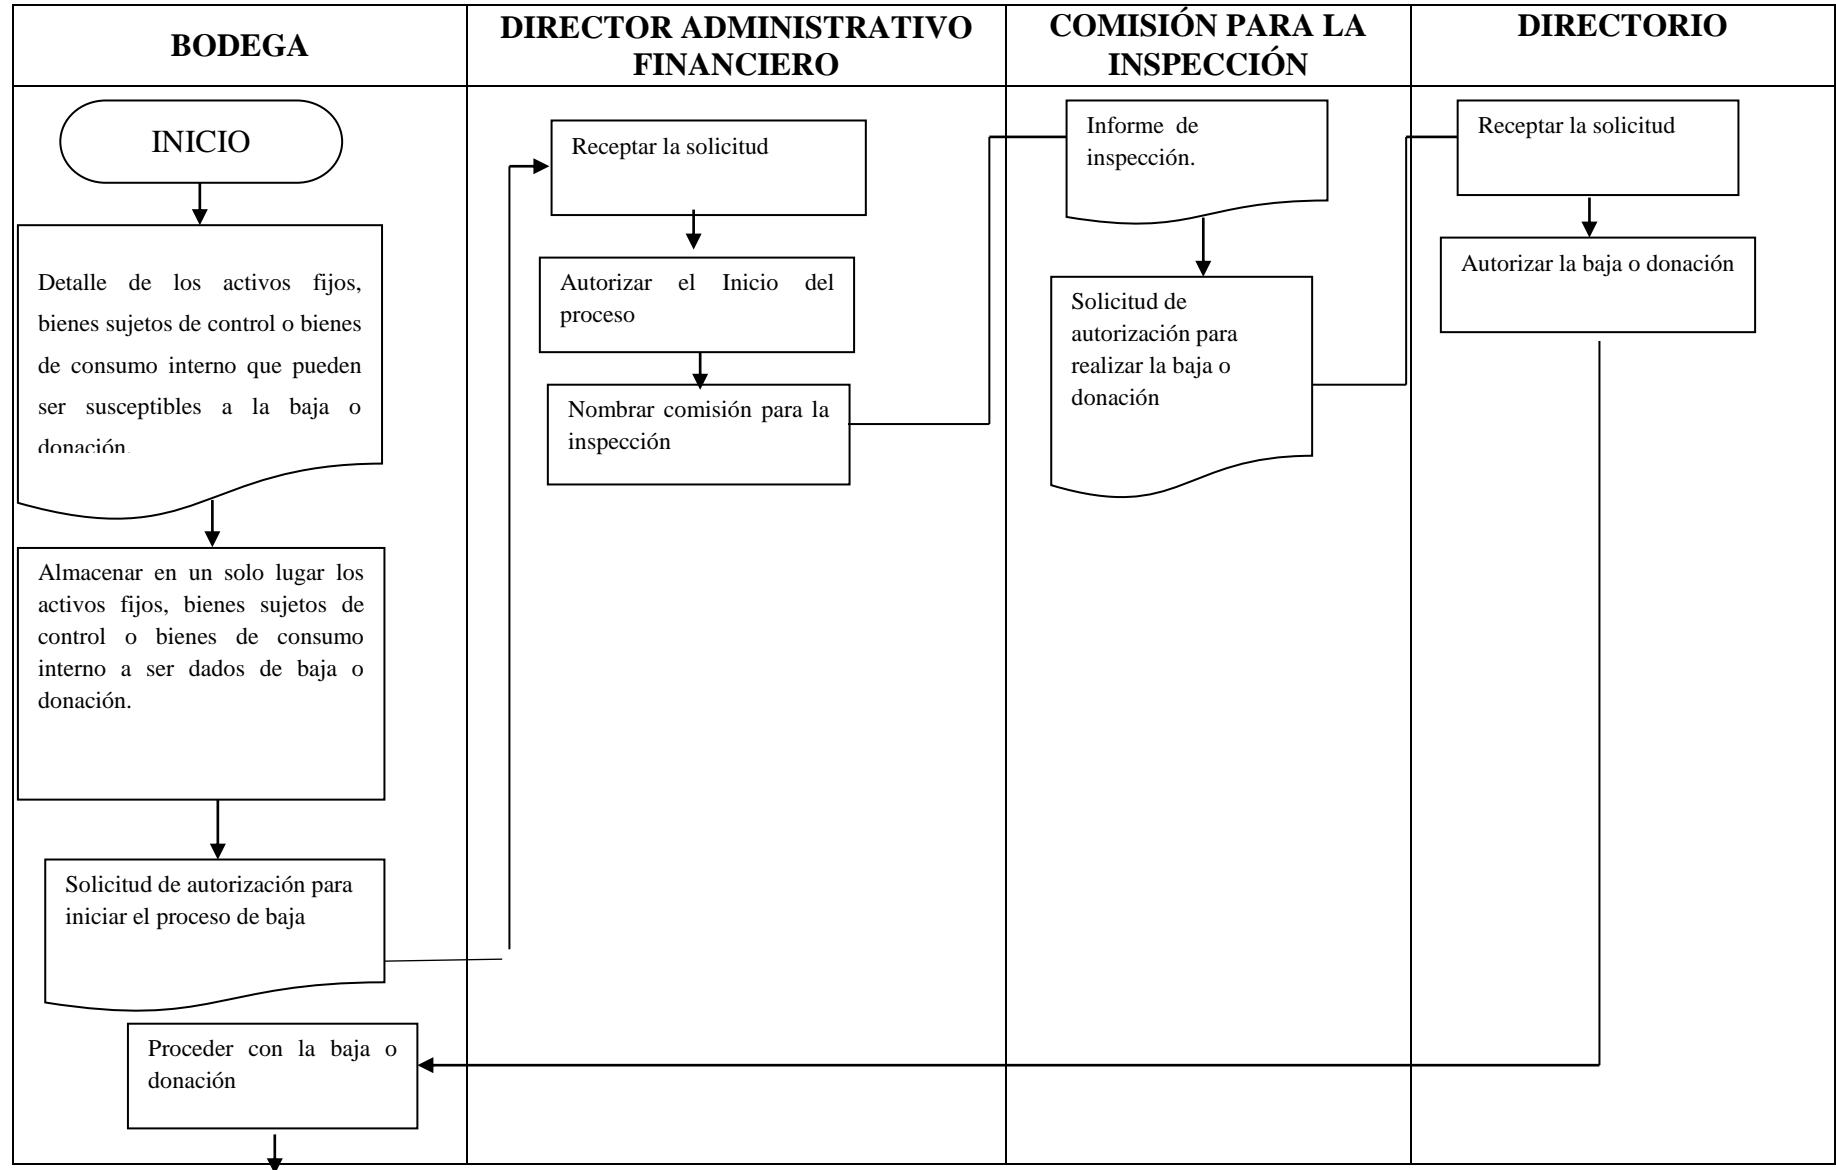 BODEGA
DIRECTOR ADMINISTRATIVO
FINANCIERO
COMISIÓN PARA LA
INSPECCIÓN
DIRECTORIO
INICIO
Detalle de los activos fijos,
bienes sujetos de control o bienes
de consumo interno que pueden
ser susceptibles a la baja o
donación.
Almacenar en un solo lugar los
activos fijos, bienes sujetos de
control o bienes de consumo
interno a ser dados de baja o
donación.
Solicitud de autorización para
iniciar el proceso de baja
Proceder con la baja o
donación
Receptar la solicitud
Autorizar el Inicio del
proceso
Nombrar comisión para la
inspección
Informe de
inspección.
Solicitud de
autorización para
realizar la baja o
donación
Receptar la solicitud
Autorizar la baja o donación